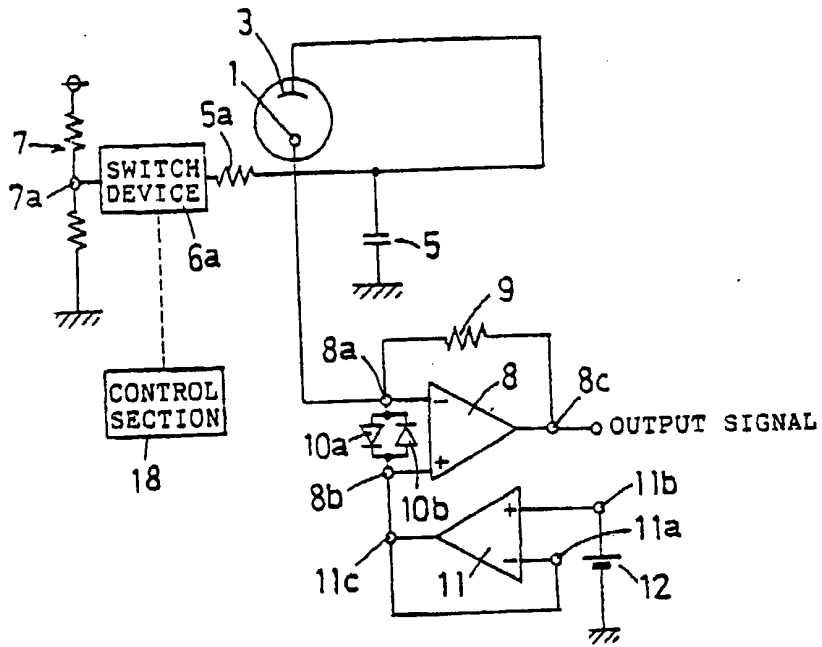 3
1
5a
7
7a
SWITCH
DEVICE
6a
5
9
8a
8
8c
CONTROL
SECTION
18
−
OUTPUT SIGNAL
10a
+
8b
10b
11b
+
11a
−
11c
11
12